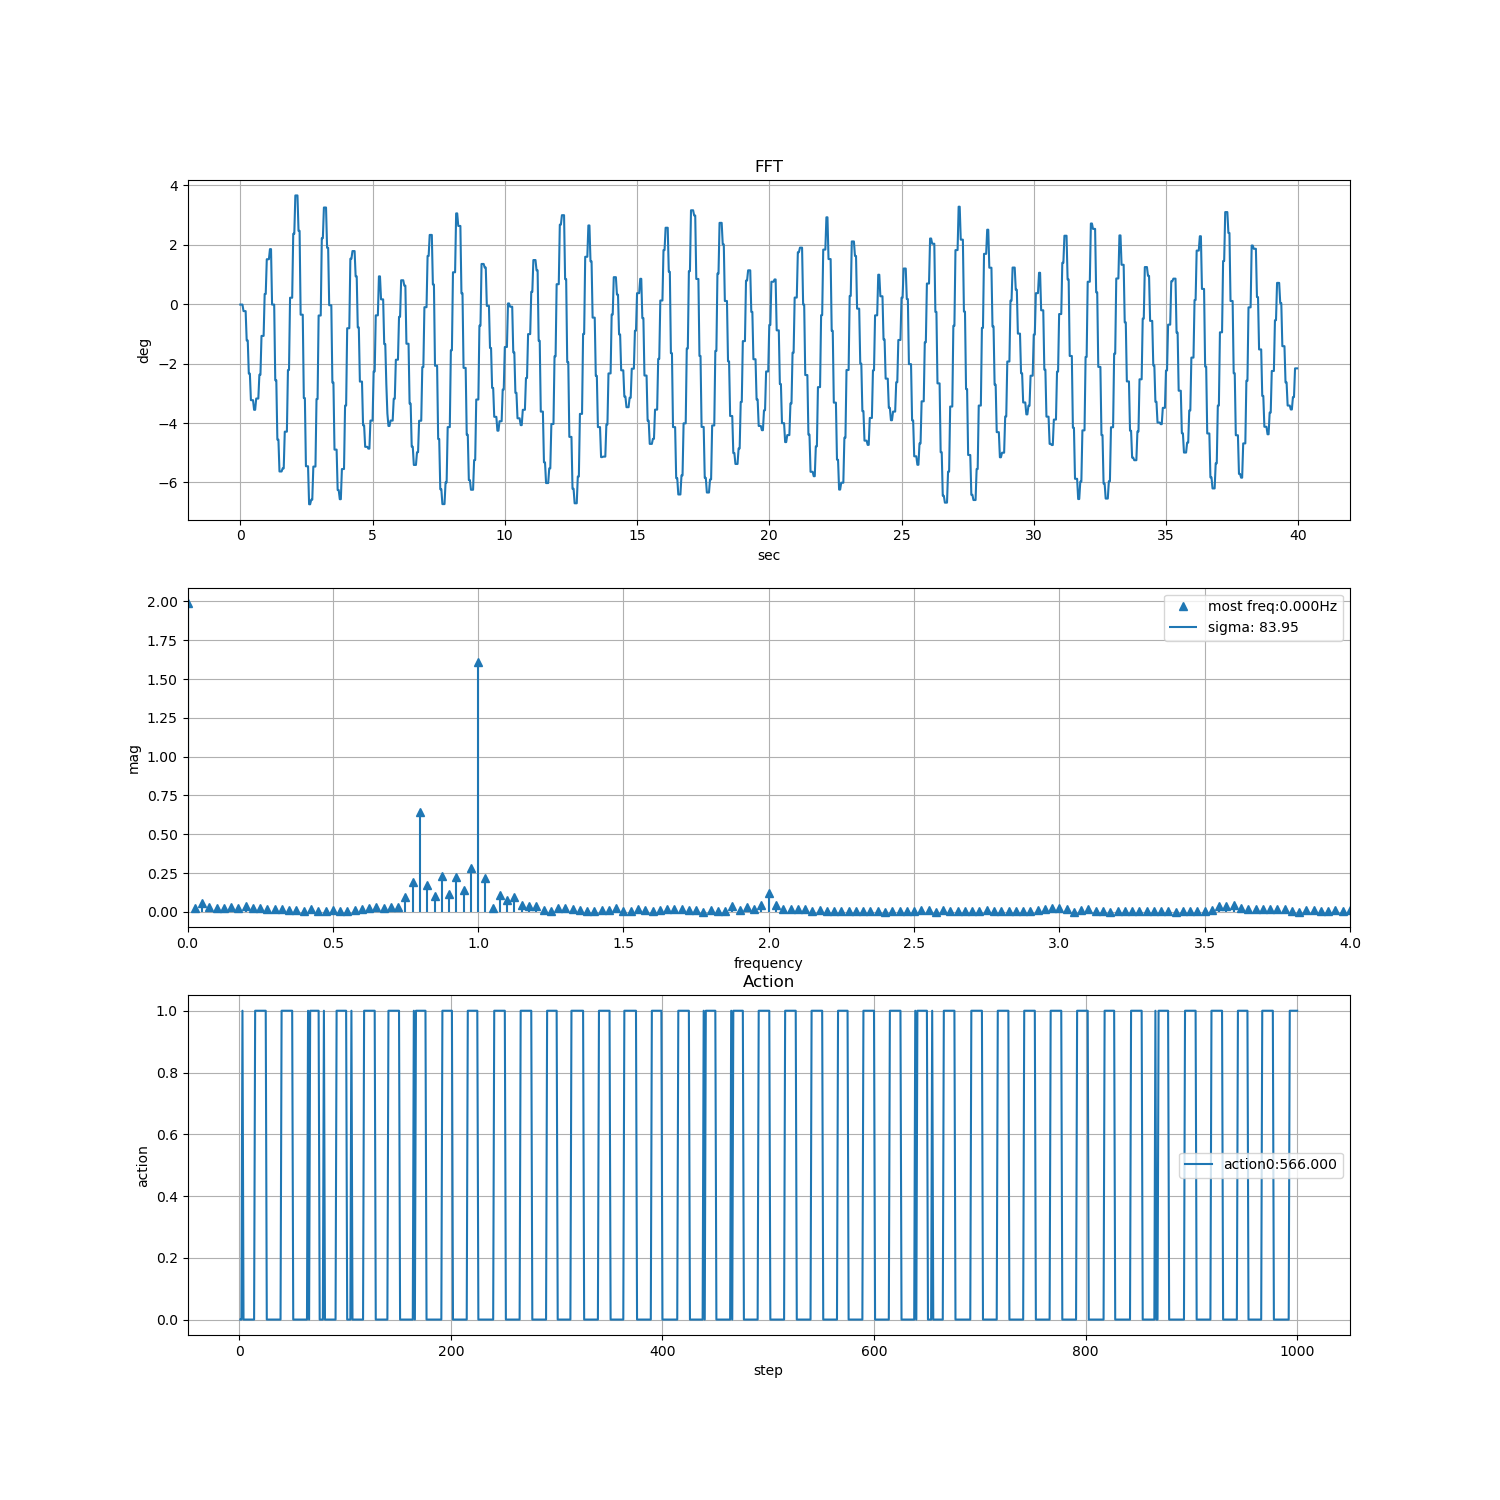 FFT
4
2
0
−2
−4
−6
deg
0 5 10 15 20 25 30 35 40
sec
2.00
1.75
1.50
1.25
1.00
0.75
0.50
0.25
0.00
mag
most freq:0.000Hz
sigma: 83.95
0.0 0.5 1.0 1.5 2.0 2.5 3.0 3.5 4.0
frequency
Action
1.0
0.8
0.6
0.4
0.2
0.0
action
action0:566.000
0 200 400 600 800 1000
step